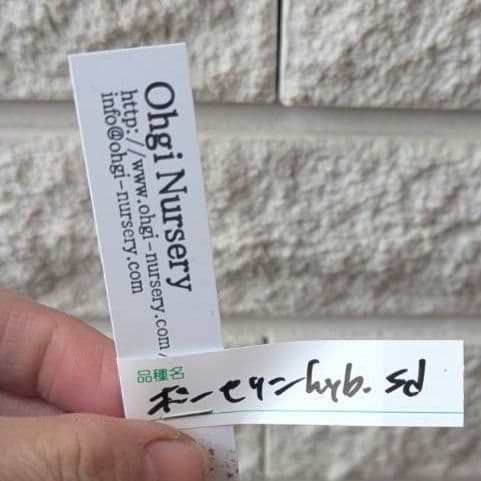 Ohgi Nursery
http://www.ohgi-nursery.com/
info@ohgi-nursery.com
品種名
ポーセリンhyb. sd